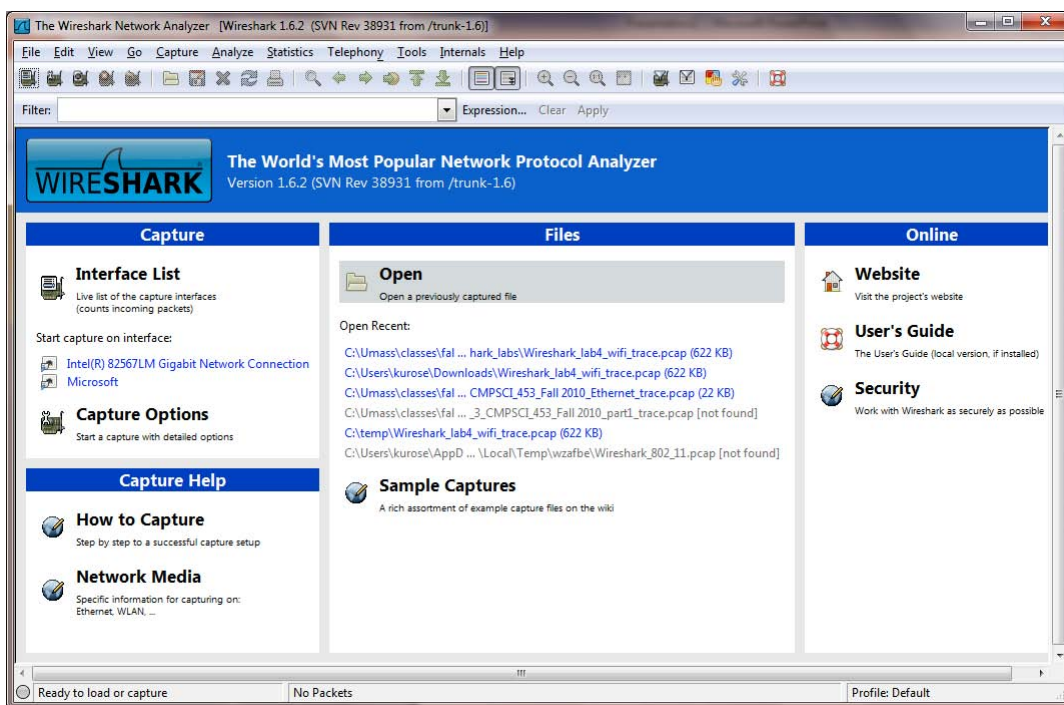 The Wireshark Network Analyzer [Wireshark 1.6.2 (SVN Rev 38931 from /trunk-1.6)]
File Edit View Go Capture Analyze Statistics Telephony Tools Internals Help
Filter:
Expression... Clear Apply
WIRESHARK
The World's Most Popular Network Protocol Analyzer
Version 1.6.2 (SVN Rev 38931 from /trunk-1.6)
Capture
Interface List
Live list of the capture interfaces
(counts incoming packets)
Start capture on interface:
Intel(R) 82567LM Gigabit Network Connection
Microsoft
Capture Options
Start a capture with detailed options
Capture Help
How to Capture
Step by step to a successful capture setup
Network Media
Specific information for capturing on:
Ethernet, WLAN, ...
Files
Open
Open a previously captured file
Open Recent:
C:\Umass\classes\fal ... hark_labs\Wireshark_lab4_wifi_trace.pcap (622 KB)
C:\Users\kurose\Downloads\Wireshark_lab4_wifi_trace.pcap (622 KB)
C:\Umass\classes\fal ... CMPSCI_453_Fall 2010_Ethernet_trace.pcap (22 KB)
C:\Umass\classes\fal ... _3_CMPSCI_453_Fall 2010_part1_trace.pcap [not found]
C:\temp\Wireshark_lab4_wifi_trace.pcap (622 KB)
C:\Users\kurose\AppD ... \Local\Temp\wzafbe\Wireshark_802_11.pcap [not found]
Sample Captures
A rich assortment of example capture files on the wiki
Online
Website
Visit the project's website
User's Guide
The User's Guide (local version, if installed)
Security
Work with Wireshark as securely as possible
Ready to load or capture
No Packets
Profile: Default